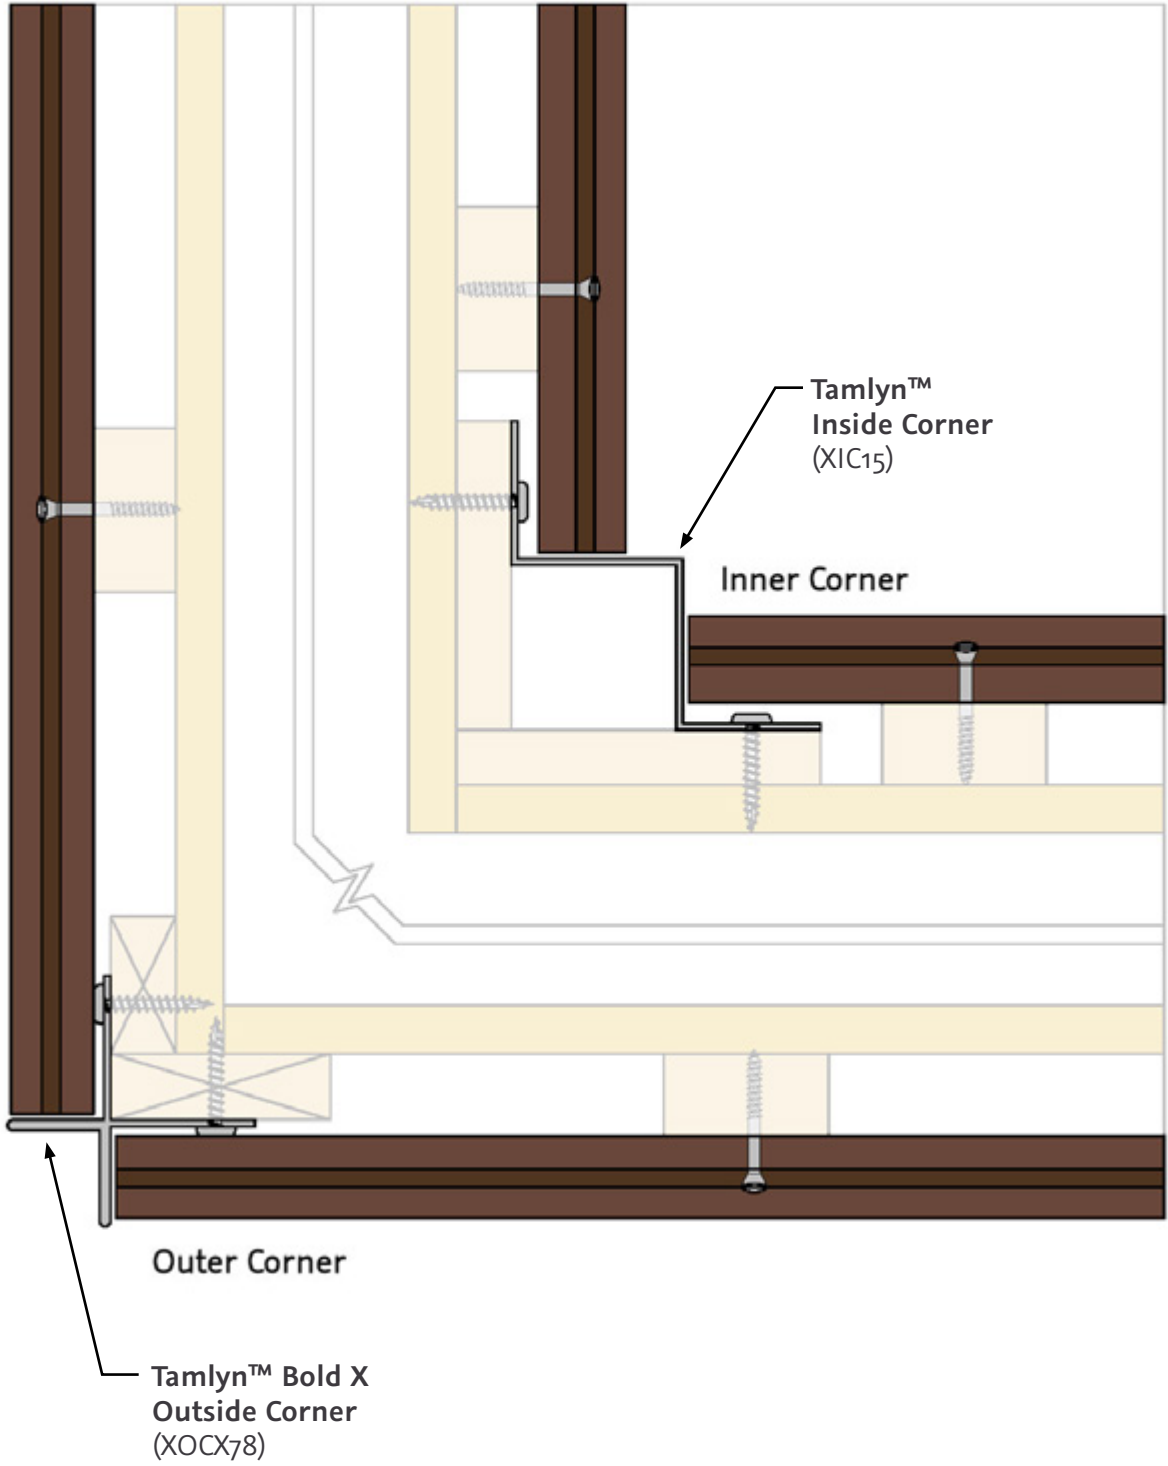 Tamlyn™
Inside Corner
(XIC15)
Inner Corner
Outer Corner
Tamlyn™ Bold X
Outside Corner
(XOCX78)